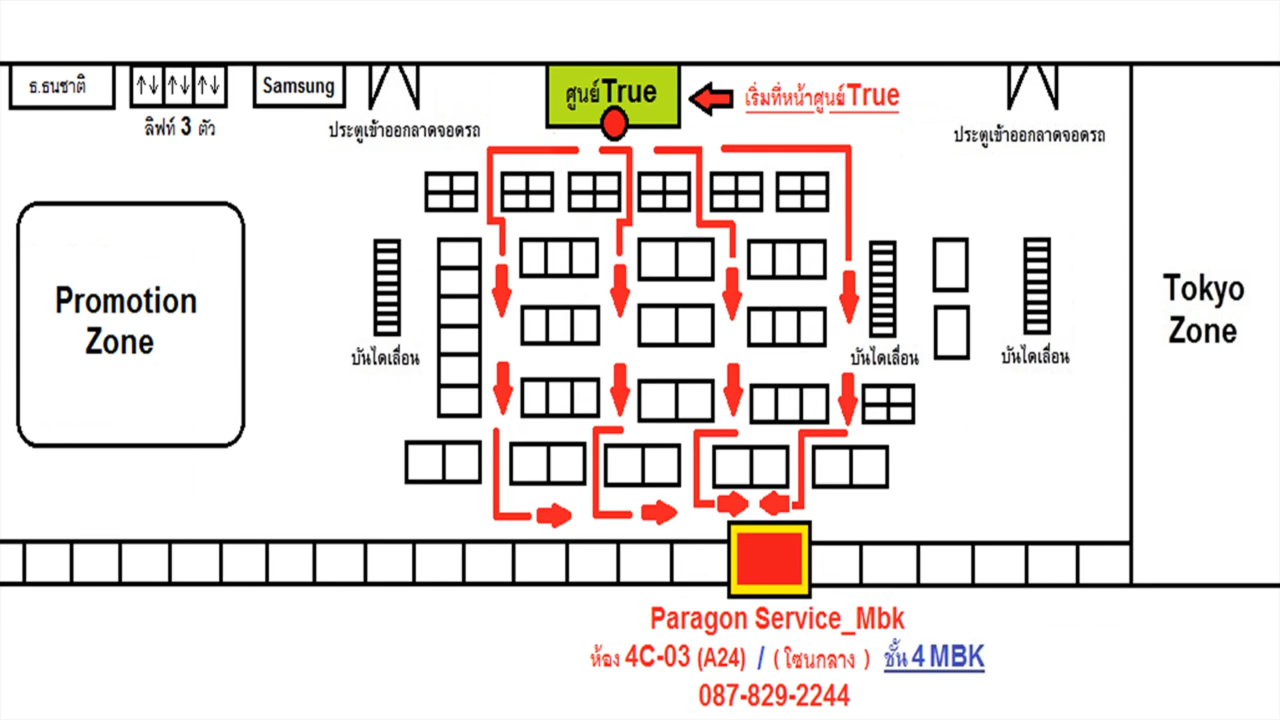 ธ.ธนชาติ
ลิฟท์ 3 ตัว
Samsung
ประตูเข้าออกลาดจอดรถ
ศูนย์ True
เริ่มที่หน้าศูนย์ True
ประตูเข้าออกลาดจอดรถ
Promotion
Zone
บันไดเลื่อน
บันไดเลื่อน
บันไดเลื่อน
Tokyo
Zone
Paragon Service_Mbk
ห้อง 4C-03 (A24) / ( โซนกลาง ) ชั้น 4 MBK
087-829-2244